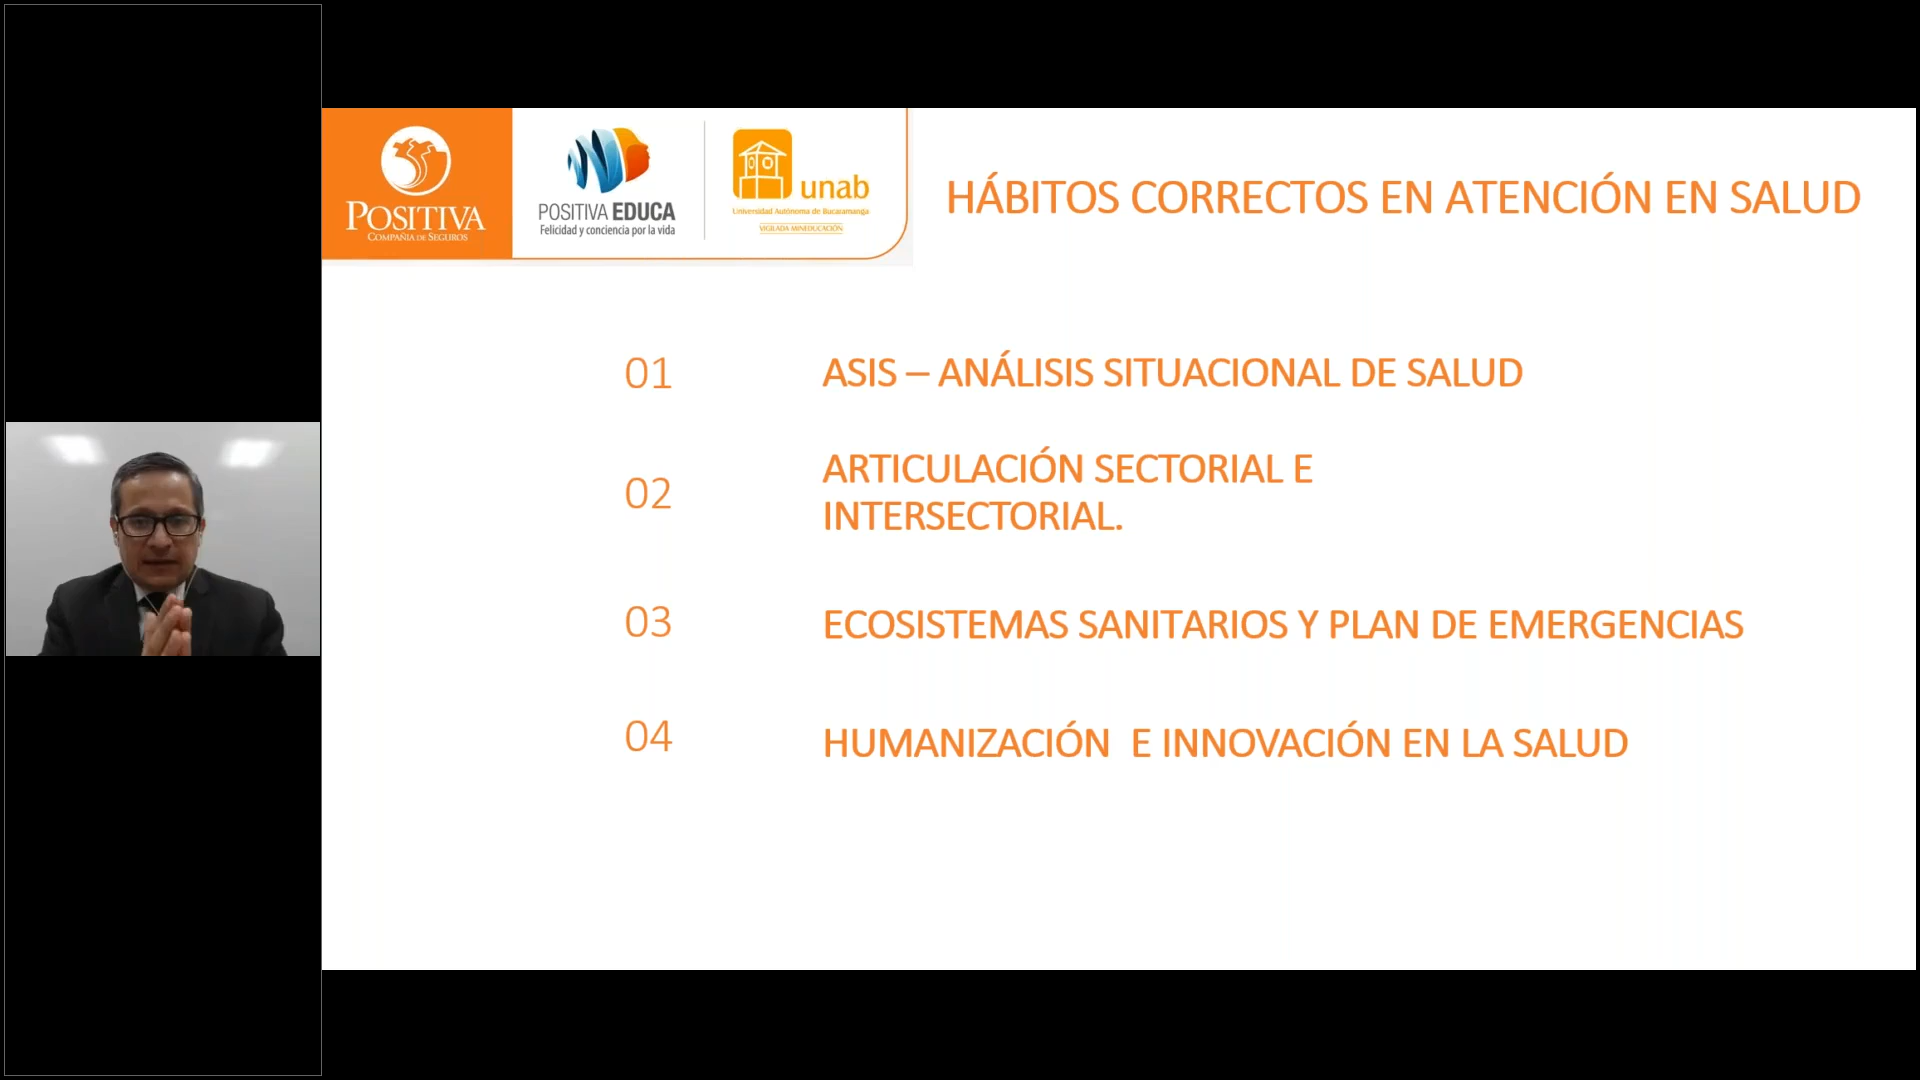 POSITIVA
COMPAÑÍA DE SEGUROS
POSITIVA EDUCA
Felicidad y conciencia por la vida
unab
Universidad Autónoma de Bucaramanga
VIGILADA MINEDUCACIÓN
HÁBITOS CORRECTOS EN ATENCIÓN EN SALUD
01 ASIS – ANÁLISIS SITUACIONAL DE SALUD
02 ARTICULACIÓN SECTORIAL E
INTERSECTORIAL.
03 ECOSISTEMAS SANITARIOS Y PLAN DE EMERGENCIAS
04 HUMANIZACIÓN  E INNOVACIÓN EN LA SALUD